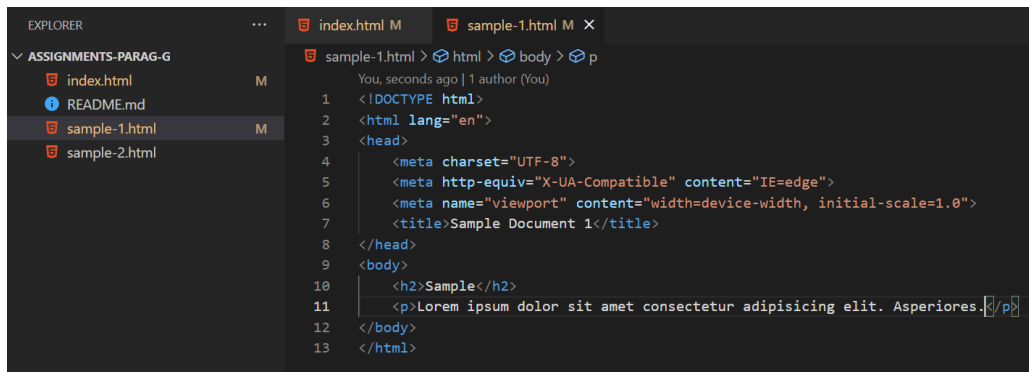 EXPLORER ...
ASSIGNMENTS-PARAG-G
index.html M
README.md
sample-1.html M
sample-2.html
index.html M sample-1.html M
sample-1.html > html > body > p
You, seconds ago | 1 author (You)
1 <!DOCTYPE html>
2 <html lang="en">
3 <head>
4     <meta charset="UTF-8">
5     <meta http-equiv="X-UA-Compatible" content="IE=edge">
6     <meta name="viewport" content="width=device-width, initial-scale=1.0">
7     <title>Sample Document 1</title>
8 </head>
9 <body>
10     <h2>Sample</h2>
11     <p>Lorem ipsum dolor sit amet consectetur adipisicing elit. Asperiores.</p>
12 </body>
13 </html>